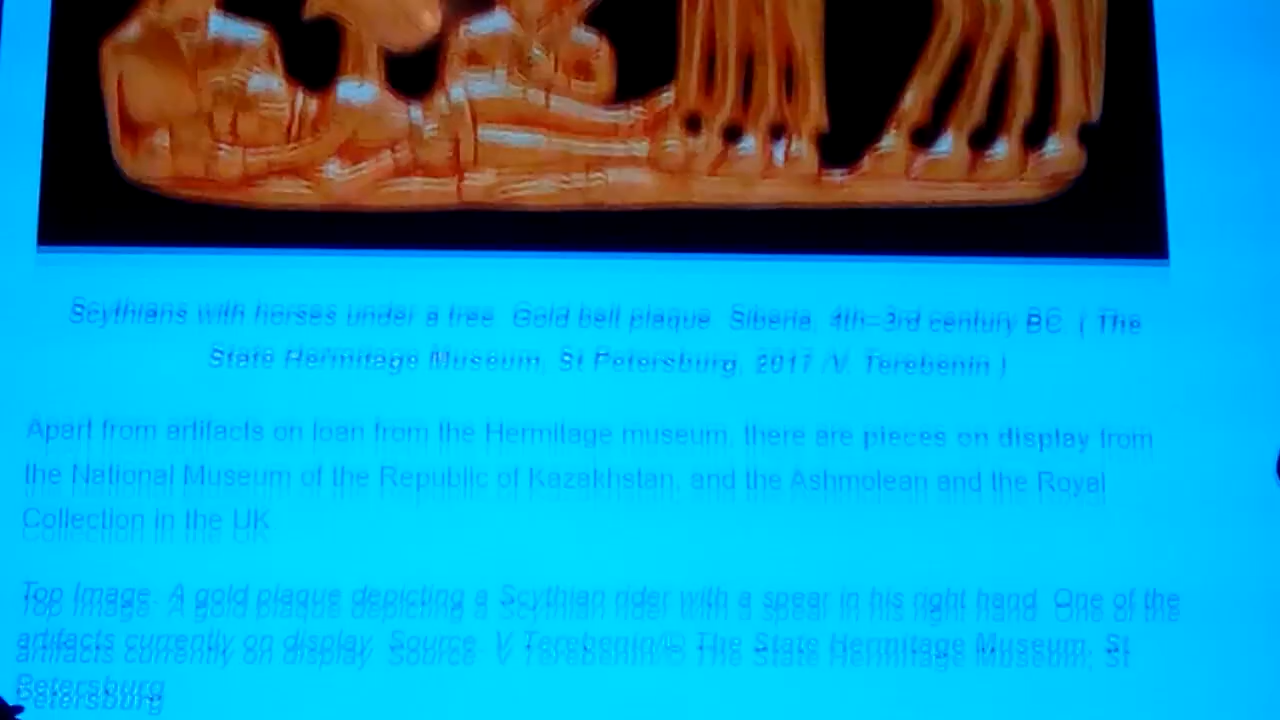 Scythians with horses under a tree. Gold belt plaque. Siberia, 4th–3rd century BC. ( The
State Hermitage Museum, St Petersburg, 2017 /V. Terebenin )
Apart from artifacts on loan from the Hermitage museum, there are pieces on display from
the National Museum of the Republic of Kazakhstan, and the Ashmolean and the Royal
Collection in the UK
Top Image: A gold plaque depicting a Scythian rider with a spear in his right hand. One of the
artifacts currently on display. Source: V Terebenin/© The State Hermitage Museum, St
Petersburg